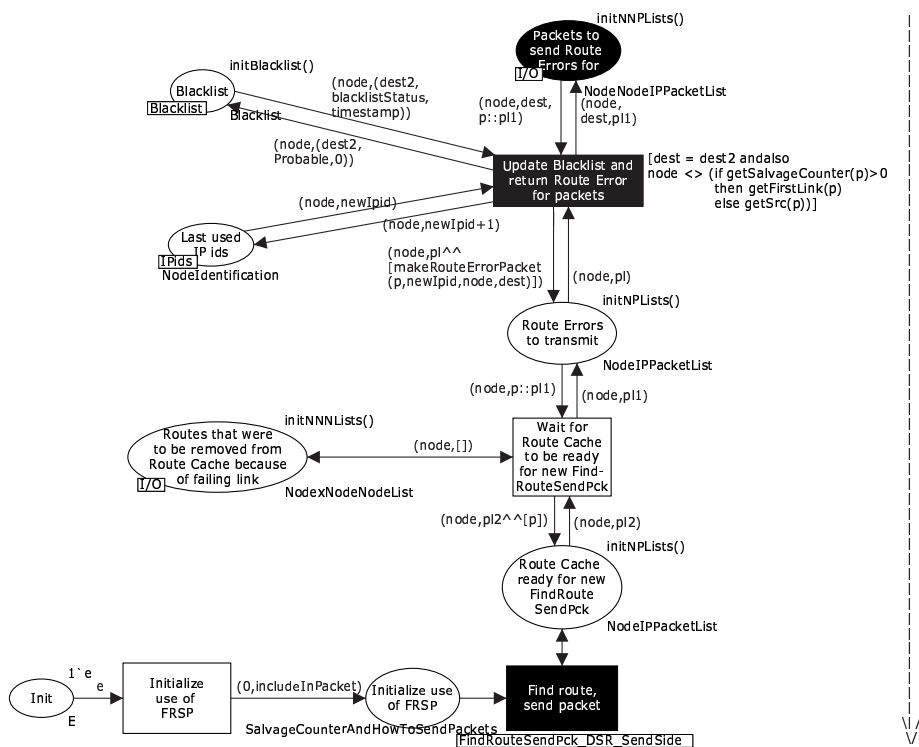 initNNPLists()
Packets to
send Route
Errors for
I/O
NodeNodeIPPacketList
initBlacklist()
Blacklist
Blacklist
Blacklist
(node,(dest2,
blacklistStatus,
timestamp))
(node,(dest2,
Probable,0))
(node,dest,
p::pl1)
(node,
dest,pl1)
Update Blacklist and
return Route Error
for packets
[dest = dest2 andalso
node <> (if getSalvageCounter(p)>0
then getFirstLink(p)
else getSrc(p))]
(node,newIpid)
(node,newIpid+1)
Last used
IP ids
IPids
NodeIdentification
(node,pl^^
[makeRouteErrorPacket
(p,newIpid,node,dest)])
(node,pl)
initNPLists()
Route Errors
to transmit
NodeIPPacketList
(node,p::pl1)
(node,pl1)
initNNNLists()
Routes that were
to be removed from
Route Cache because
of failing link
I/O
NodexNodeNodeList
(node,[])
Wait for
Route Cache
to be ready
for new Find-
RouteSendPck
(node,pl2^^[p])
(node,pl2)
initNPLists()
Route Cache
ready for new
FindRoute
SendPck
NodeIPPacketList
Init
1`e
e
E
Initialize
use of
FRSP
(0,includeInPacket)
Initialize use
of FRSP
SalvageCounterAndHowToSendPackets
Find route,
send packet
FindRouteSendPck_DSR_SendSide